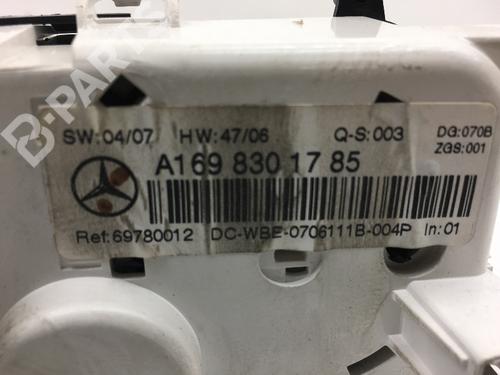 B-PARTS
SW:04/07 HW:47/06 Q-S:003 DG:070B
ZGS:001
A169 830 17 85
Ref:69780012 DC-WBE-0706111B-004P In:01